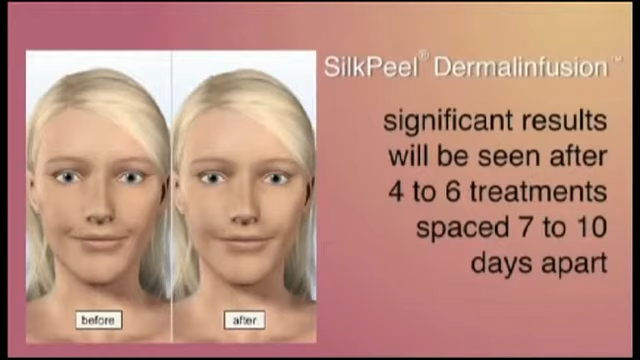 SilkPeel® Dermalinfusion™
significant results
will be seen after
4 to 6 treatments
spaced 7 to 10
days apart
before
after